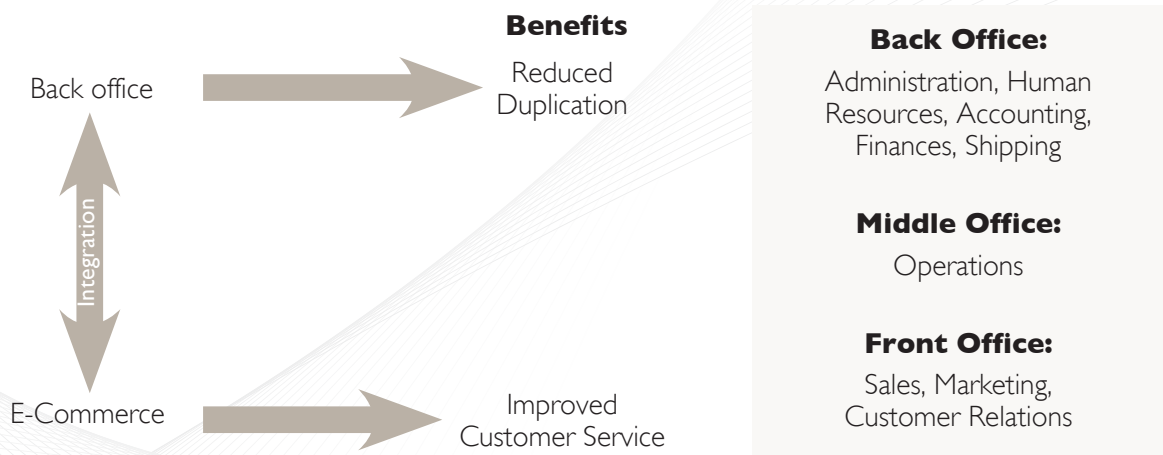 Benefits
Back office
Reduced
Duplication
Integration
E-Commerce
Improved
Customer Service
Back Office:
Administration, Human
Resources, Accounting,
Finances, Shipping
Middle Office:
Operations
Front Office:
Sales, Marketing,
Customer Relations